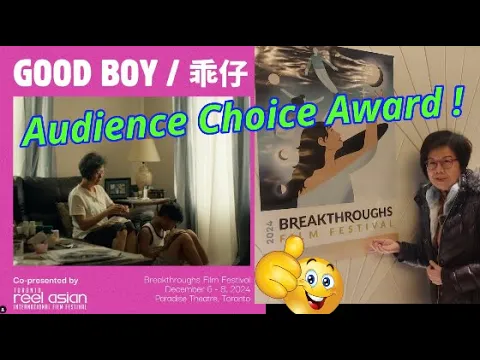 GOOD BOY / 乖仔
Audience Choice Award !
Co-presented by
TORONTO
reel asian
INTERNATIONAL FILM FESTIVAL
Breakthroughs Film Festival
December 6 - 8, 2024
Paradise Theatre, Toronto
2024
BREAKTHROUGHS
FILM FESTIVAL